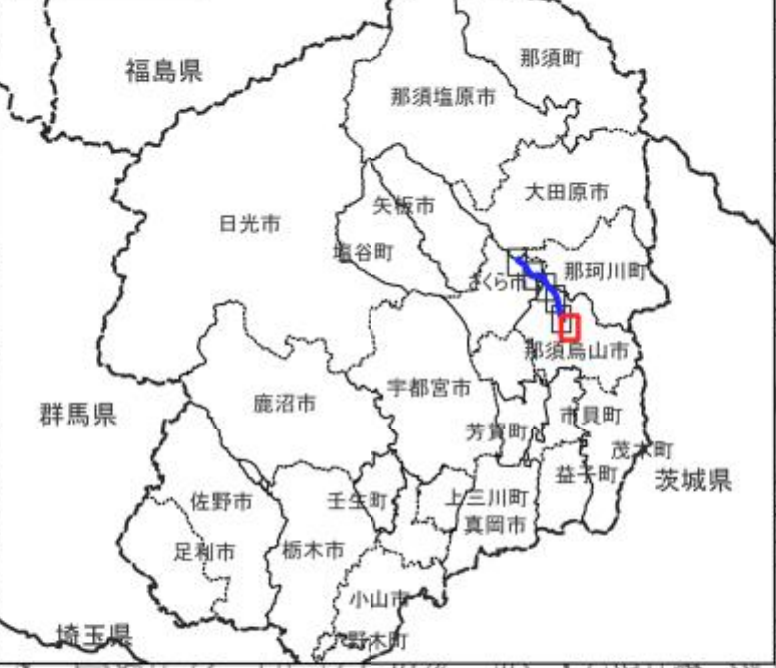 那須町
福島県
那須塩原市
大田原市
矢板市
日光市
塩谷町
那珂川町
さくら市
那須烏山市
宇都宮市
鹿沼市
群馬県
市貝町
芳賀町
茂木町
益子町
茨城県
佐野市
壬生町
上三川町
真岡市
足利市
栃木市
小山市
埼玉県
野木町